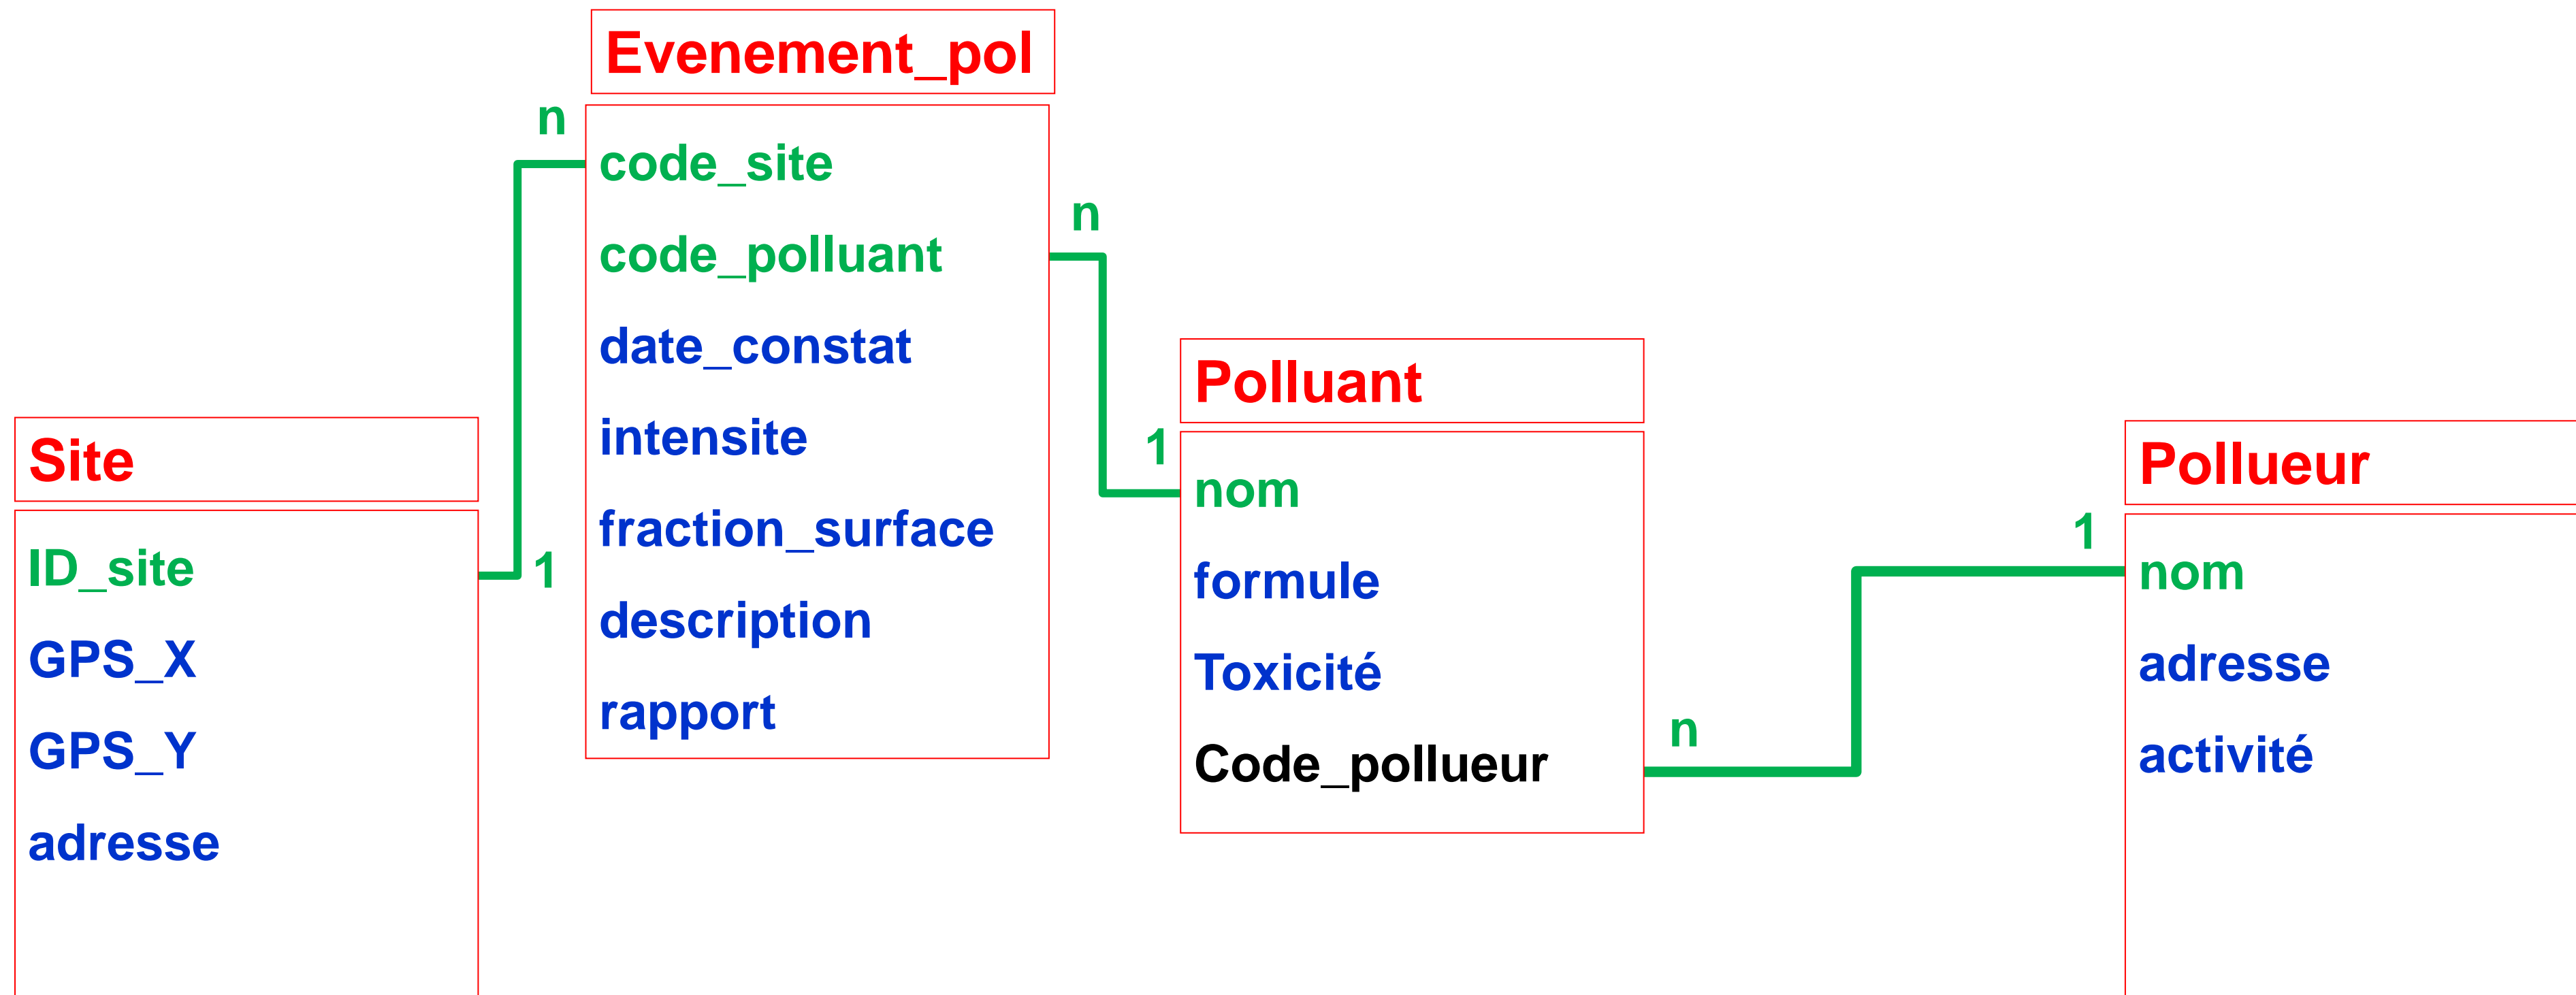 Evenement_pol
n
code_site
code_polluant
date_constat
intensite
fraction_surface
description
rapport
n
Site
ID_site
GPS_X
GPS_Y
adresse
1
Polluant
1
nom
formule
Toxicité
Code_pollueur
n
Pollueur
1
nom
adresse
activité